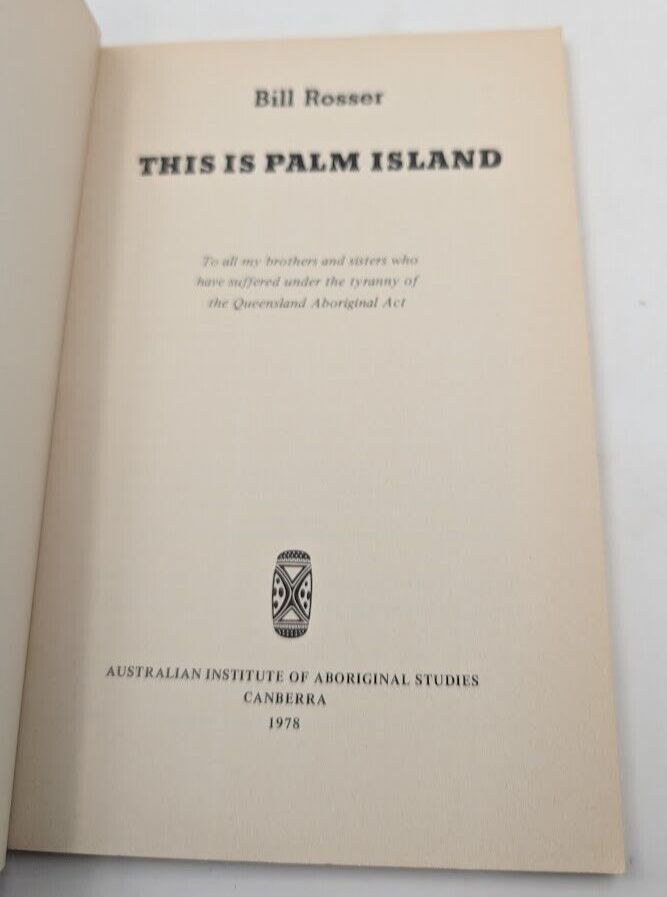 Bill Rosser
THIS IS PALM ISLAND
To all my brothers and sisters who
have suffered under the tyranny of
the Queensland Aboriginal Act
AUSTRALIAN INSTITUTE OF ABORIGINAL STUDIES
CANBERRA
1978